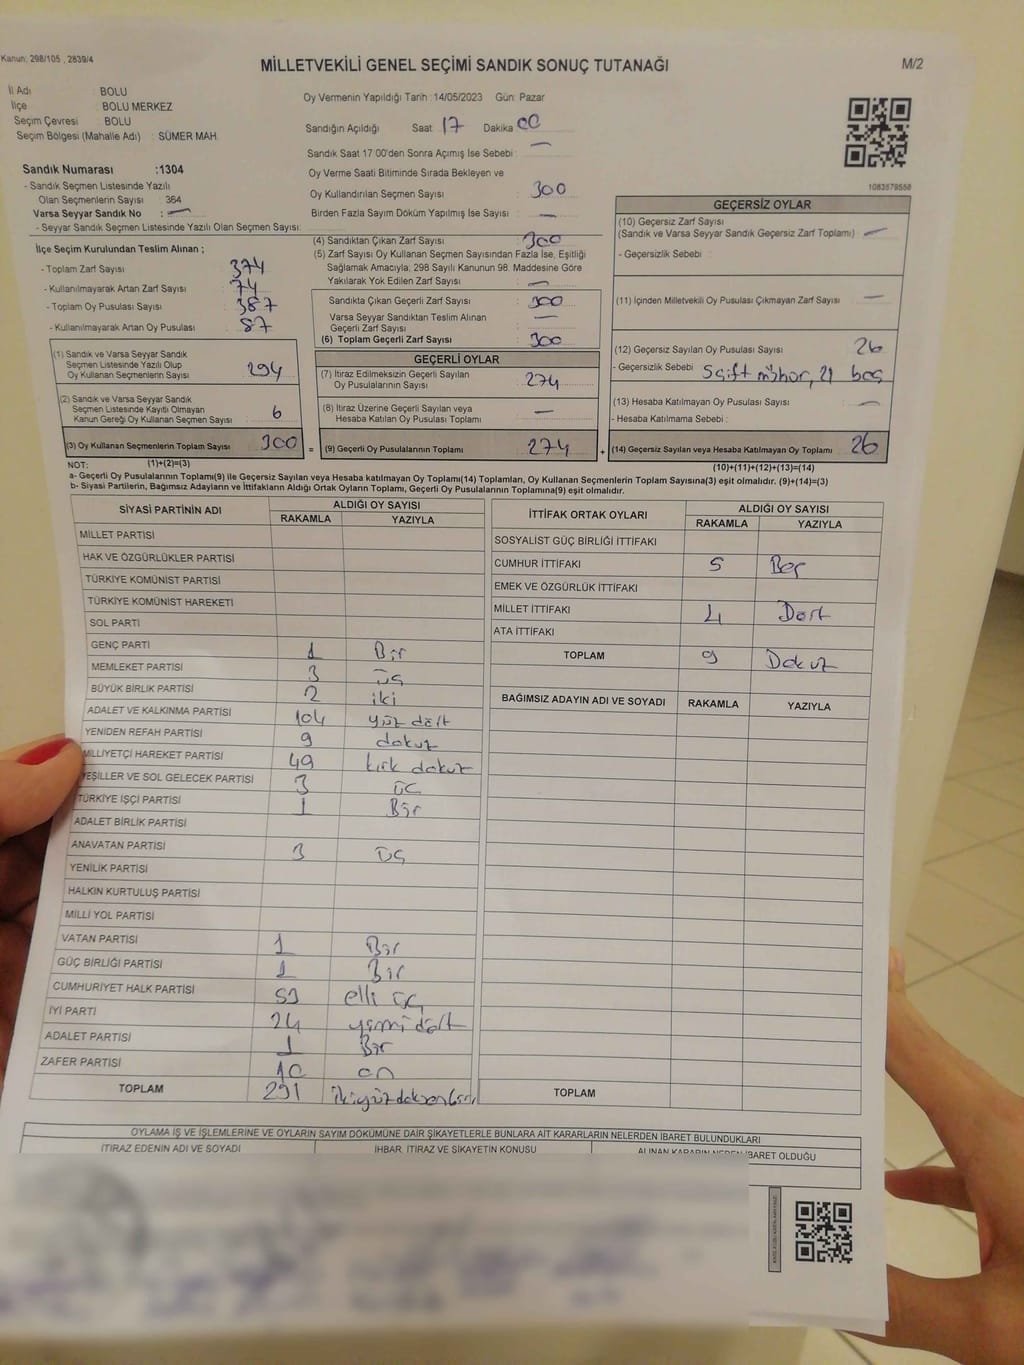 Kanun: 298/105 , 2839/4
MİLLETVEKİLİ GENEL SEÇİMİ SANDIK SONUÇ TUTANAĞI
M/2
İl Adı : BOLU
İlçe : BOLU MERKEZ
Seçim Çevresi : BOLU
Seçim Bölgesi (Mahalle Adı) : SÜMER MAH.
Oy Vermenin Yapıldığı Tarih :14/05/2023 Gün: Pazar
Sandığın Açıldığı Saat 17 Dakika 00
Sandık Saat 17:00'den Sonra Açımış İse Sebebi : —
Oy Verme Saati Bitiminde Sırada Bekleyen ve
Oy Kullandırılan Seçmen Sayısı : 300
Birden Fazla Sayım Döküm Yapılmış İse Sayısı : —
1083579558
Sandık Numarası :1304
- Sandık Seçmen Listesinde Yazılı
Olan Seçmenlerin Sayısı : 364
Varsa Seyyar Sandık No : —
- Seyyar Sandık Seçmen Listesinde Yazılı Olan Seçmen Sayısı:
İlçe Seçim Kurulundan Teslim Alınan ;
- Toplam Zarf Sayısı : 374
- Kullanılmayarak Artan Zarf Sayısı : 74
- Toplam Oy Pusulası Sayısı : 387
- Kullanılmayarak Artan Oy Pusulası : 87
(4) Sandıktan Çıkan Zarf Sayısı : 300
(5) Zarf Sayısı Oy Kullanan Seçmen Sayısından Fazla İse, Eşitliği
Sağlamak Amacıyla; 298 Sayılı Kanunun 98. Maddesine Göre
Yakılarak Yok Edilen Zarf Sayısı : —
Sandıkta Çıkan Geçerli Zarf Sayısı : 300
Varsa Seyyar Sandıktan Teslim Alınan
Geçerli Zarf Sayısı : —
(6) Toplam Geçerli Zarf Sayısı : 300
GEÇERSİZ OYLAR
(10) Geçersiz Zarf Sayısı
(Sandık ve Varsa Seyyar Sandık Geçersiz Zarf Toplamı) : —
- Geçersizlik Sebebi :
(11) İçinden Milletvekili Oy Pusulası Çıkmayan Zarf Sayısı : —
(12) Geçersiz Sayılan Oy Pusulası Sayısı : 26
- Geçersizlik Sebebi : 5 çift mühür, 21 boş
(13) Hesaba Katılmayan Oy Pusulası Sayısı : —
- Hesaba Katılmama Sebebi :
(14) Geçersiz Sayılan veya Hesaba Katılmayan Oy Toplamı 26
(10)+(11)+(12)+(13)=(14)
(1) Sandık ve Varsa Seyyar Sandık
Seçmen Listesinde Yazılı Olup
Oy Kullanan Seçmenlerin Sayısı : 294
(2) Sandık ve Varsa Seyyar Sandık
Seçmen Listesinde Kayıtlı Olmayan
Kanun Gereği Oy Kullanan Seçmen Sayısı : 6
(3) Oy Kullanan Seçmenlerin Toplam Sayısı : 300
(1)+(2)=(3)
=
GEÇERLİ OYLAR
(7) İtiraz Edilmeksizin Geçerli Sayılan
Oy Pusulalarının Sayısı : 274
(8) İtiraz Üzerine Geçerli Sayılan veya
Hesaba Katılan Oy Pusulası Toplamı : —
(9) Geçerli Oy Pusulalarının Toplamı : 274
+
NOT:
a- Geçerli Oy Pusulalarının Toplamı(9) ile Geçersiz Sayılan veya Hesaba katılmayan Oy Toplamı(14) Toplamları, Oy Kullanan Seçmenlerin Toplam Sayısına(3) eşit olmalıdır. (9)+(14)=(3)
b- Siyasi Partilerin, Bağımsız Adayların ve İttifakların Aldığı Ortak Oyların Toplamı, Geçerli Oy Pusulalarının Toplamına(9) eşit olmalıdır.
SİYASİ PARTİNİN ADI ALDIĞI OY SAYISI
RAKAMLA YAZIYLA
MİLLET PARTİSİ
HAK VE ÖZGÜRLÜKLER PARTİSİ
TÜRKİYE KOMÜNİST PARTİSİ
TÜRKİYE KOMÜNİST HAREKETİ
SOL PARTİ
GENÇ PARTİ 1 Bir
MEMLEKET PARTİSİ 3 üç
BÜYÜK BİRLİK PARTİSİ 2 iki
ADALET VE KALKINMA PARTİSİ 104 yüz dört
YENİDEN REFAH PARTİSİ 9 dokuz
MİLLİYETÇİ HAREKET PARTİSİ 49 kırk dokuz
YEŞİLLER VE SOL GELECEK PARTİSİ 3 üç
TÜRKİYE İŞÇİ PARTİSİ 1 Bir
ADALET BİRLİK PARTİSİ
ANAVATAN PARTİSİ 3 üç
YENİLİK PARTİSİ
HALKIN KURTULUŞ PARTİSİ
MİLLİ YOL PARTİSİ
VATAN PARTİSİ 1 Bir
GÜÇ BİRLİĞİ PARTİSİ 1 Bir
CUMHURİYET HALK PARTİSİ 53 elli üç
İYİ PARTİ 24 yirmi dört
ADALET PARTİSİ 1 Bir
ZAFER PARTİSİ 10 on
TOPLAM 291 ikiyüzdoksanbir
İTTİFAK ORTAK OYLARI ALDIĞI OY SAYISI
RAKAMLA YAZIYLA
SOSYALİST GÜÇ BİRLİĞİ İTTİFAKI
CUMHUR İTTİFAKI 5 Beş
EMEK VE ÖZGÜRLÜK İTTİFAKI
MİLLET İTTİFAKI 4 Dört
ATA İTTİFAKI
TOPLAM 9 Dokuz
BAĞIMSIZ ADAYIN ADI VE SOYADI RAKAMLA YAZIYLA
TOPLAM
OYLAMA İŞ VE İŞLEMLERİNE VE OYLARIN SAYIM DÖKÜMÜNE DAİR ŞİKAYETLERLE BUNLARA AİT KARARLARIN NELERDEN İBARET BULUNDUKLARI
İTİRAZ EDENİN ADI VE SOYADI İHBAR, İTİRAZ VE ŞİKAYETİN KONUSU ALINAN KARARIN NEDEN İBARET OLDUĞU